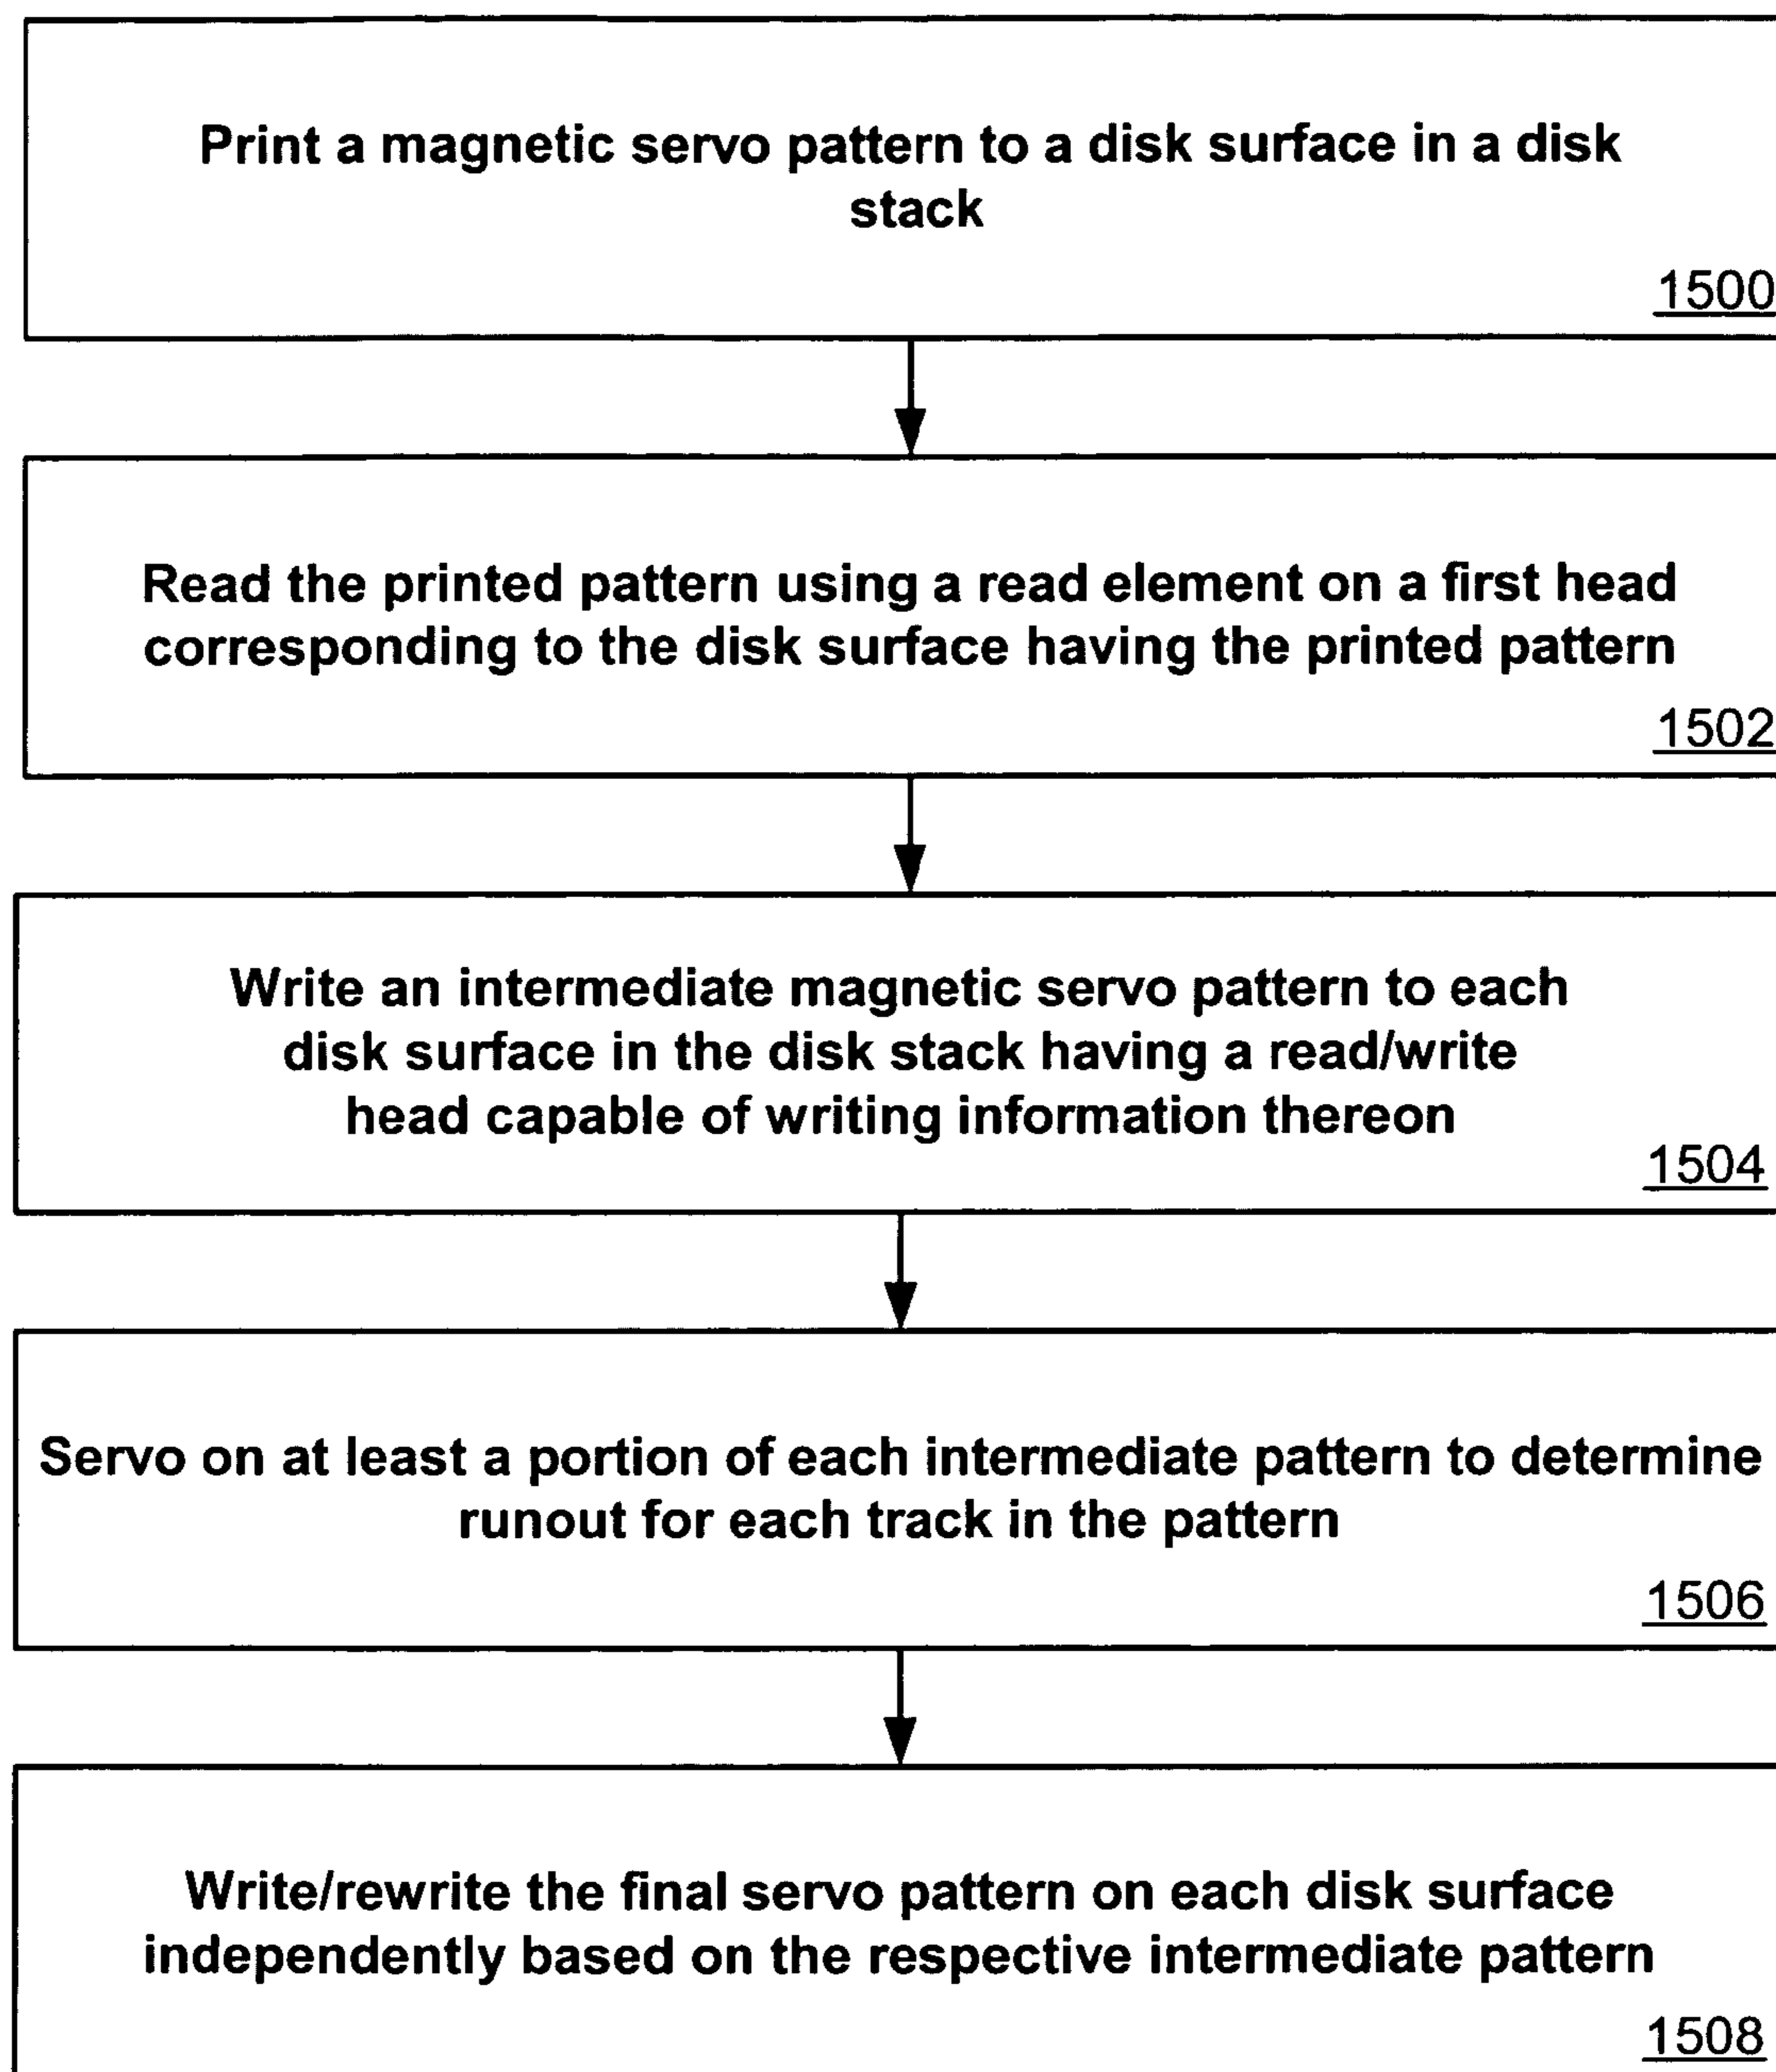 Print a magnetic servo pattern to a disk surface in a disk
stack
1500
Read the printed pattern using a read element on a first head
corresponding to the disk surface having the printed pattern
1502
Write an intermediate magnetic servo pattern to each
disk surface in the disk stack having a read/write
head capable of writing information thereon
1504
Servo on at least a portion of each intermediate pattern to determine
runout for each track in the pattern
1506
Write/rewrite the final servo pattern on each disk surface
independently based on the respective intermediate pattern
1508